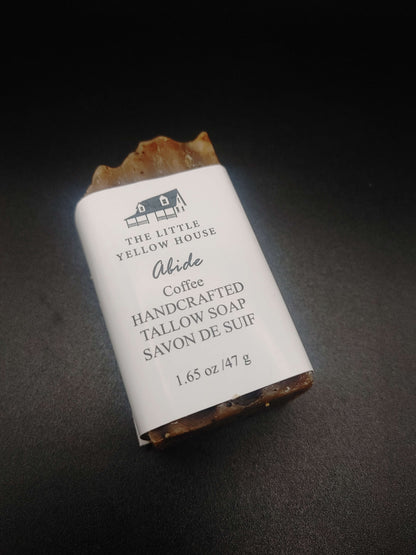 THE LITTLE
YELLOW HOUSE
Abide
Coffee
HANDCRAFTED
TALLOW SOAP
SAVON DE SUIF
1.65 oz /47 g